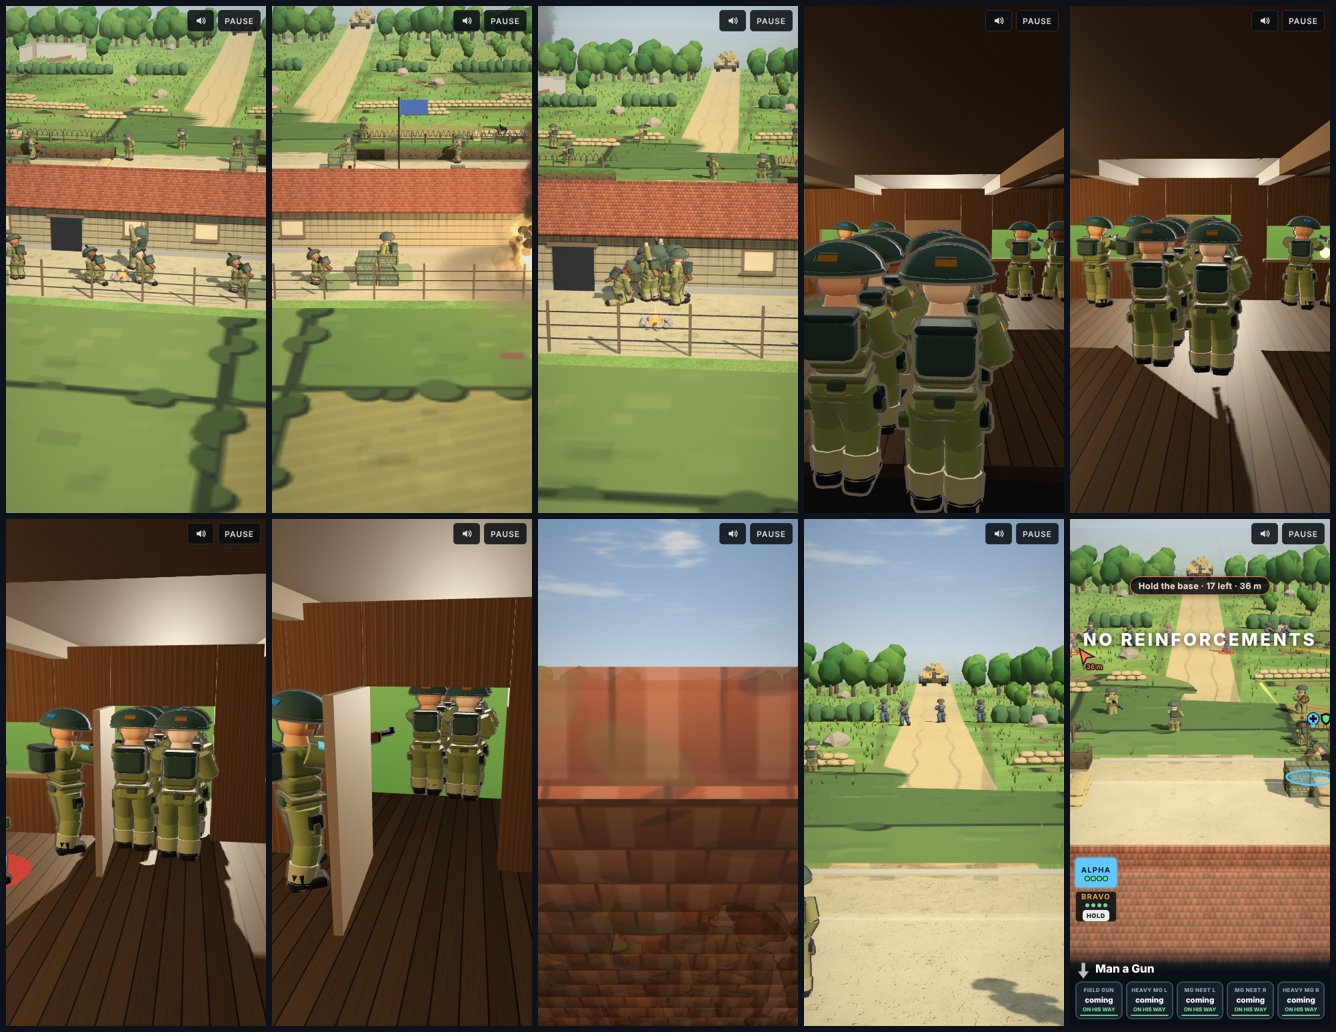 PAUSE
PAUSE
PAUSE
PAUSE
PAUSE
PAUSE
PAUSE
PAUSE
PAUSE
PAUSE
Hold the base · 17 left · 36 m
NO REINFORCEMENTS
36 m
ALPHA
BRAVO
HOLD
Man a Gun
FIELD GUN
coming
ON HIS WAY
HEAVY MG L
coming
ON HIS WAY
MG NEST L
coming
ON HIS WAY
MG NEST R
coming
ON HIS WAY
HEAVY MG R
coming
ON HIS WAY